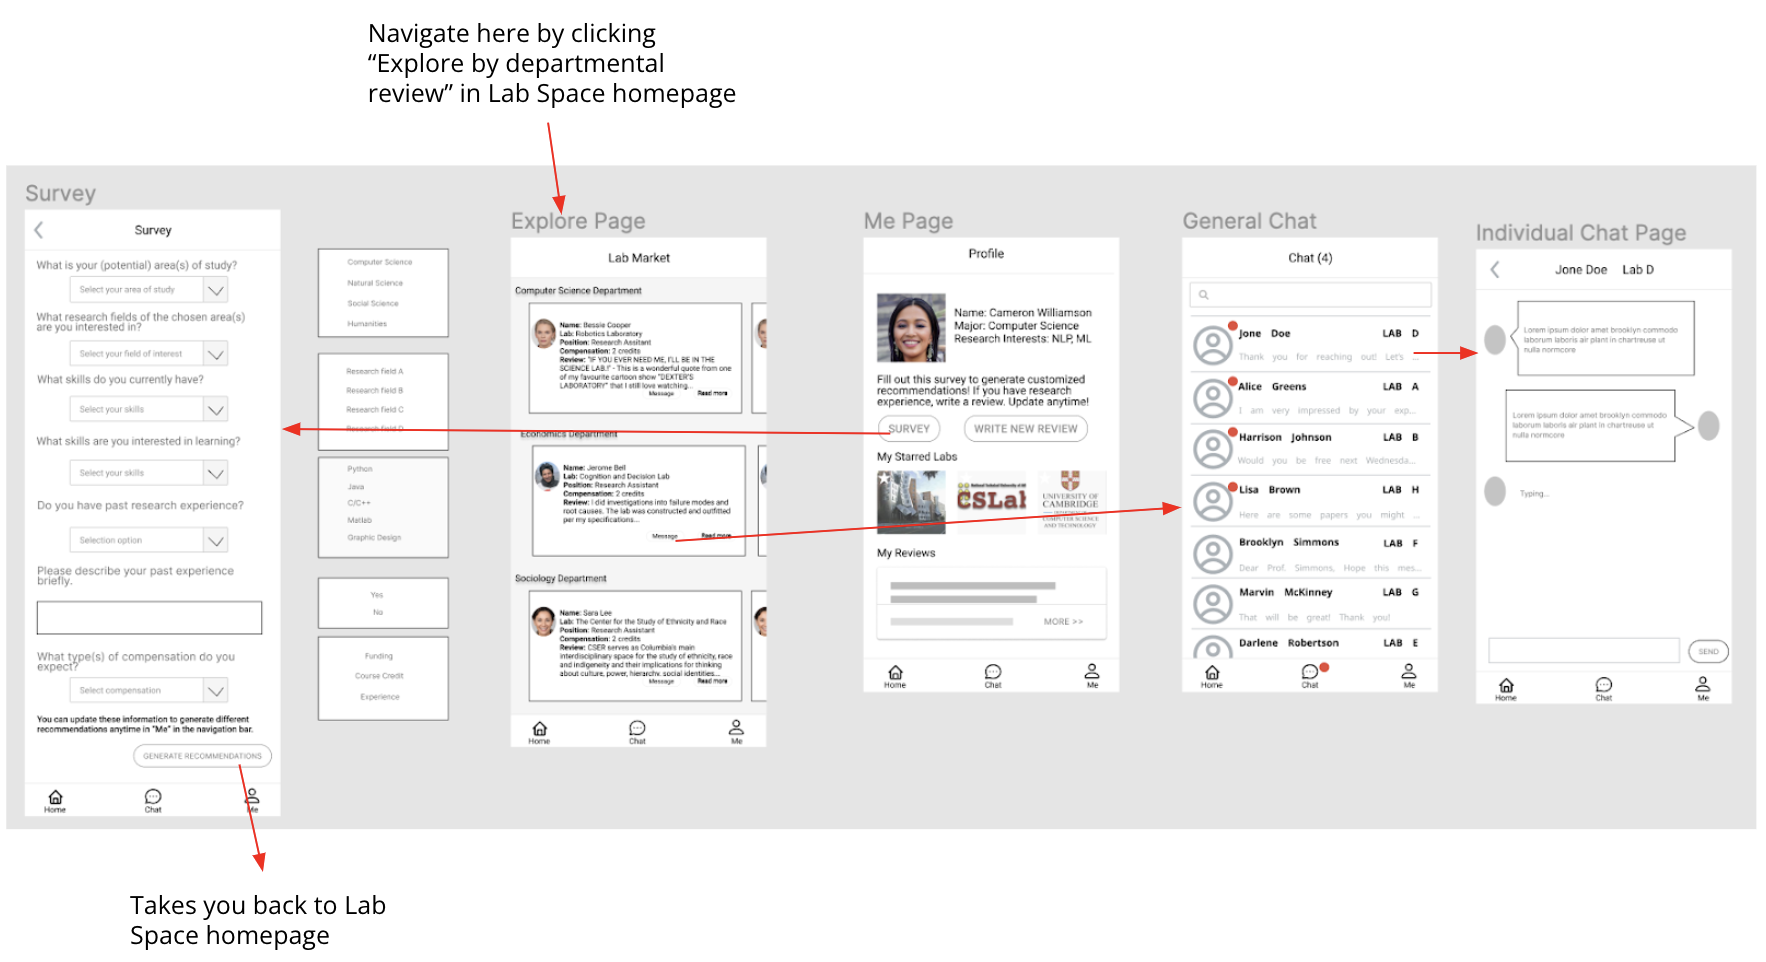 Navigate here by clicking
“Explore by departmental
review” in Lab Space homepage
Survey
Survey
What is your (potential) area(s) of study?
Select your area of study
What research fields of the chosen area(s)
are you interested in?
Select your field of interest
What skills do you currently have?
Select your skills
What skills are you interested in learning?
Select your skills
Do you have past research experience?
Selection option
Please describe your past experience
briefly.
What type(s) of compensation do you
expect?
Select compensation
You can update these information to generate different
recommendations anytime in "Me" in the navigation bar.
GENERATE RECOMMENDATIONS
Home
Chat
Me
Takes you back to Lab
Space homepage
Computer Science
Natural Science
Social Science
Humanities
Research field A
Research field B
Research field C
Research field D
Python
Java
C/C++
Matlab
Graphic Design
Yes
No
Funding
Course Credit
Experience
Explore Page
Lab Market
Computer Science Department
Name: Bessie Cooper
Lab: Robotics Laboratory
Position: Research Assitant
Compensation: 2 credits
Review: "IF YOU EVER NEED ME, I'LL BE IN THE
SCIENCE LAB!" - This is a wonderful quote from one
of my favourite cartoon show "DEXTER'S
LABORATORY" that I still love watching...
Message
Read more
Economics Department
Name: Jerome Bell
Lab: Cognition and Decision Lab
Position: Research Assistant
Compensation: 2 credits
Review: I did investigations into failure modes and
root causes. The lab was constructed and outfitted
per my specifications...
Message
Read more
Sociology Department
Name: Sara Lee
Lab: The Center for the Study of Ethnicity and Race
Position: Research Assistant
Compensation: 2 credits
Review: CSER serves as Columbia's main
interdisciplinary space for the study of ethnicity, race
and indigeneity and their implications for thinking
about culture, power, hierarchy, social identities...
Message
Read more
Home
Chat
Me
Me Page
Profile
Name: Cameron Williamson
Major: Computer Science
Research Interests: NLP, ML
Fill out this survey to generate customized
recommendations! If you have research
experience, write a review. Update anytime!
SURVEY
WRITE NEW REVIEW
My Starred Labs
CSLab
UNIVERSITY OF
CAMBRIDGE
COMPUTER SCIENCE
AND TECHNOLOGY
My Reviews
MORE >>
Home
Chat
Me
General Chat
Chat (4)
Jone Doe LAB D
Thank you for reaching out! Let's ...
Alice Greens LAB A
I am very impressed by your exp...
Harrison Johnson LAB B
Would you be free next Wednesda...
Lisa Brown LAB H
Here are some papers you might ...
Brooklyn Simmons LAB F
Dear Prof. Simmons, Hope this mes...
Marvin McKinney LAB G
That will be great! Thank you!
Darlene Robertson LAB E
Home
Chat
Me
Individual Chat Page
Jone Doe Lab D
Lorem ipsum dolor amet brooklyn commodo
laborum laboris air plant in chartreuse ut
nulla normcore
Lorem ipsum dolor amet brooklyn commodo
laborum laboris air plant in chartreuse ut
nulla normcore
Typing...
SEND
Home
Chat
Me